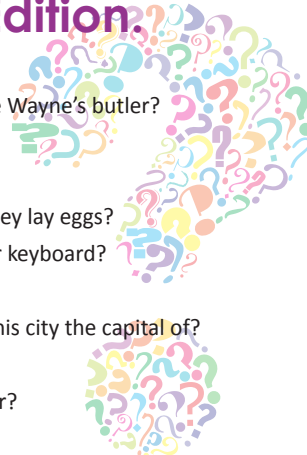 dition.
e Wayne's butler?
ey lay eggs?
r keyboard?
his city the capital of?
r?